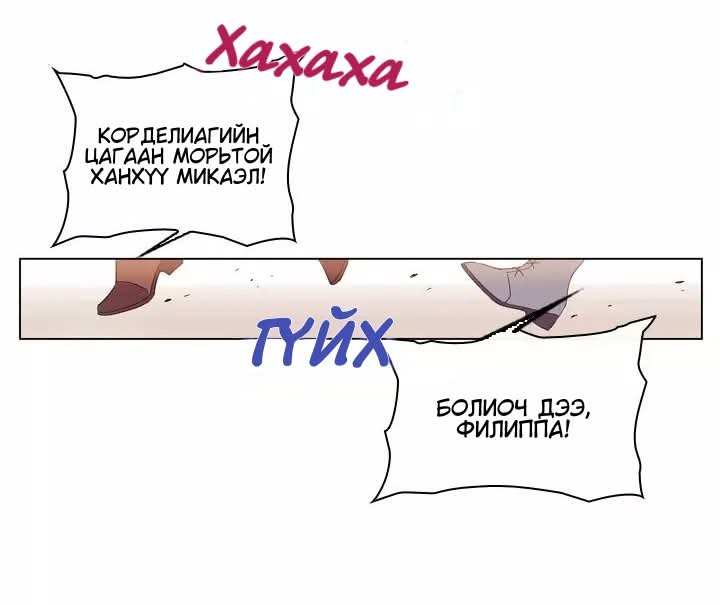 Хахаха
КОРДЕЛИАГИЙН
ЦАГААН МОРЬТОЙ
ХАНХҮҮ МИКАЭЛ!
ГҮЙХ
БОЛИОЧ ДЭЭ,
ФИЛИППА!